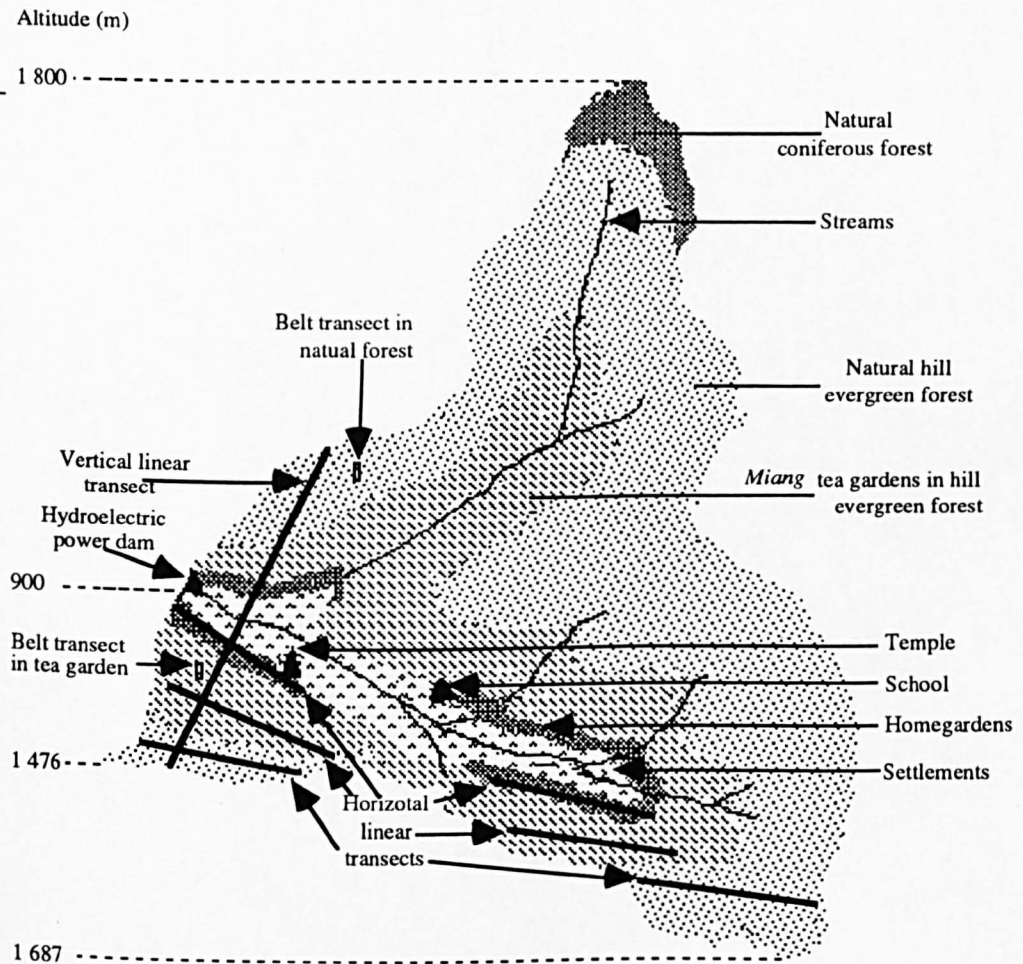 Altitude (m)
1 800
Natural
coniferous forest
Streams
Belt transect in
natual forest
Natural hill
evergreen forest
Vertical linear
transect
Miang tea gardens in hill
evergreen forest
Hydroelectric
power dam
900
Belt transect
in tea garden
Temple
School
Homegardens
1 476
Settlements
Horizotal
linear
transects
1 687